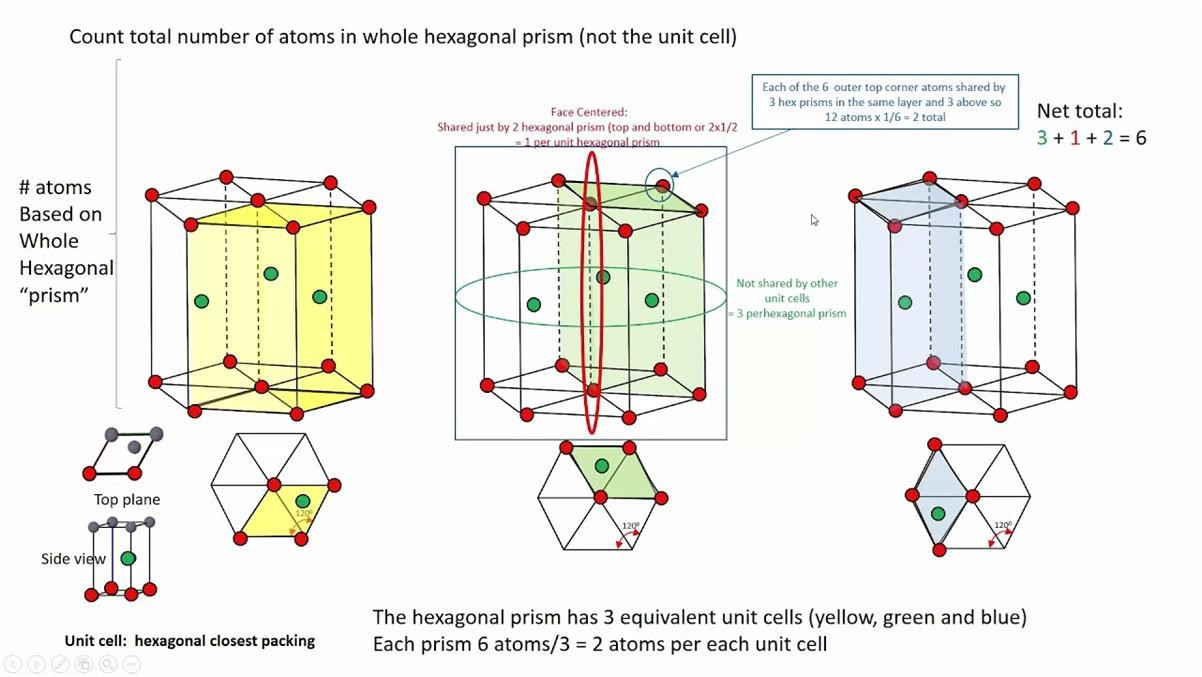 Count total number of atoms in whole hexagonal prism (not the unit cell)
Each of the 6 outer top corner atoms shared by
3 hex prisms in the same layer and 3 above so
12 atoms x 1/6 = 2 total
Net total:
3 + 1 + 2 = 6
Face Centered:
Shared just by 2 hexagonal prism (top and bottom or 2x1/2
= 1 per unit hexagonal prism
# atoms
Based on
Whole
Hexagonal
“prism”
Not shared by other
unit cells
= 3 perhexagonal prism
Top plane
120⁰
120⁰
120⁰
Side view
The hexagonal prism has 3 equivalent unit cells (yellow, green and blue)
Unit cell: hexagonal closest packing
Each prism 6 atoms/3 = 2 atoms per each unit cell